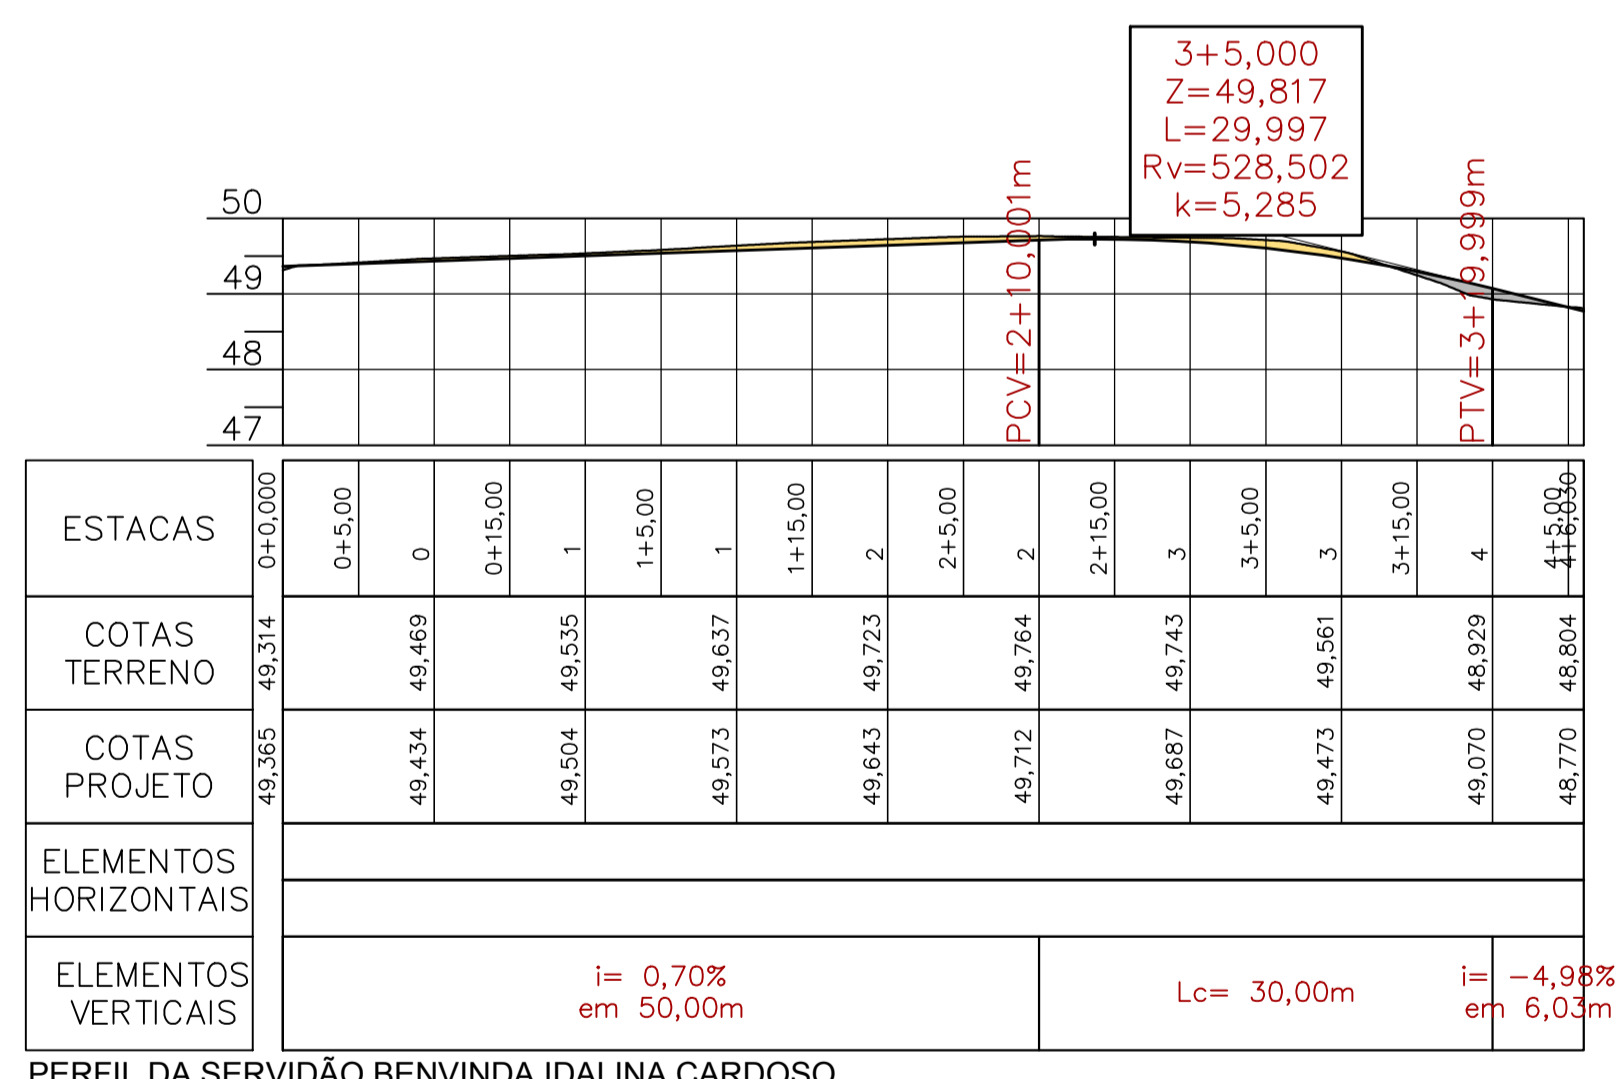 3+5,000
Z=49,817
L=29,997
Rv=528,502
k=5,285
PCV=2+10,001m
PTV=3+19,999m
50
49
48
47
ESTACAS
0+0,000
0+5,00
0
0+15,00
1
1+5,00
1
1+15,00
2
2+5,00
2
2+15,00
3
3+5,00
3
3+15,00
4
4+5,00
4+6,030
COTAS
TERRENO
49,314
49,469
49,535
49,637
49,723
49,764
49,743
49,561
48,929
48,804
COTAS
PROJETO
49,365
49,434
49,504
49,573
49,643
49,712
49,687
49,473
49,070
48,770
ELEMENTOS
HORIZONTAIS
ELEMENTOS
VERTICAIS
i= 0,70%
em 50,00m
Lc= 30,00m
i= -4,98%
em 6,03m
PERFIL DA SERVIDÃO BENVINDA IDALINA CARDOSO